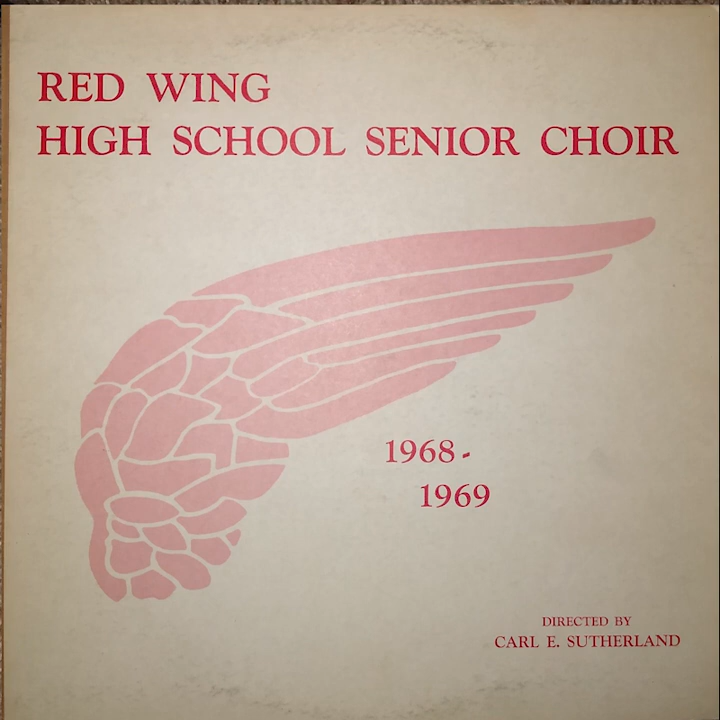 RED WING
HIGH SCHOOL SENIOR CHOIR
1968-
1969
DIRECTED BY
CARL E. SUTHERLAND